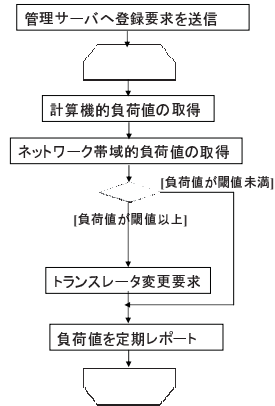 管理サーバへ登録要求を送信
計算機的負荷値の取得
ネットワーク帯域的負荷値の取得
[負荷値が閾値未満]
[負荷値が閾値以上]
トランスレータ変更要求
負荷値を定期レポート